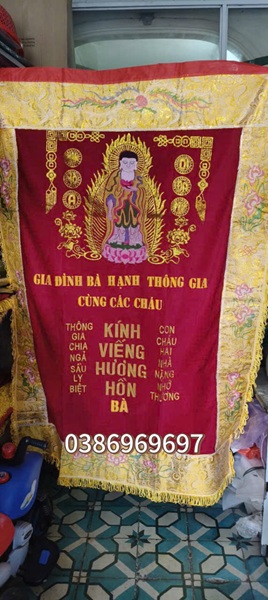 GIA ĐÌNH BÀ HẠNH THÔNG GIA
CÙNG CÁC CHÁU
THÔNG
GIA
CHIA
NGẢ
SẦU
LY
BIỆT
KÍNH
VIẾNG
HƯƠNG
HỒN
BÀ
CON
CHÁU
HAI
NHÀ
NẶNG
NHỚ
THƯƠNG
0386969697